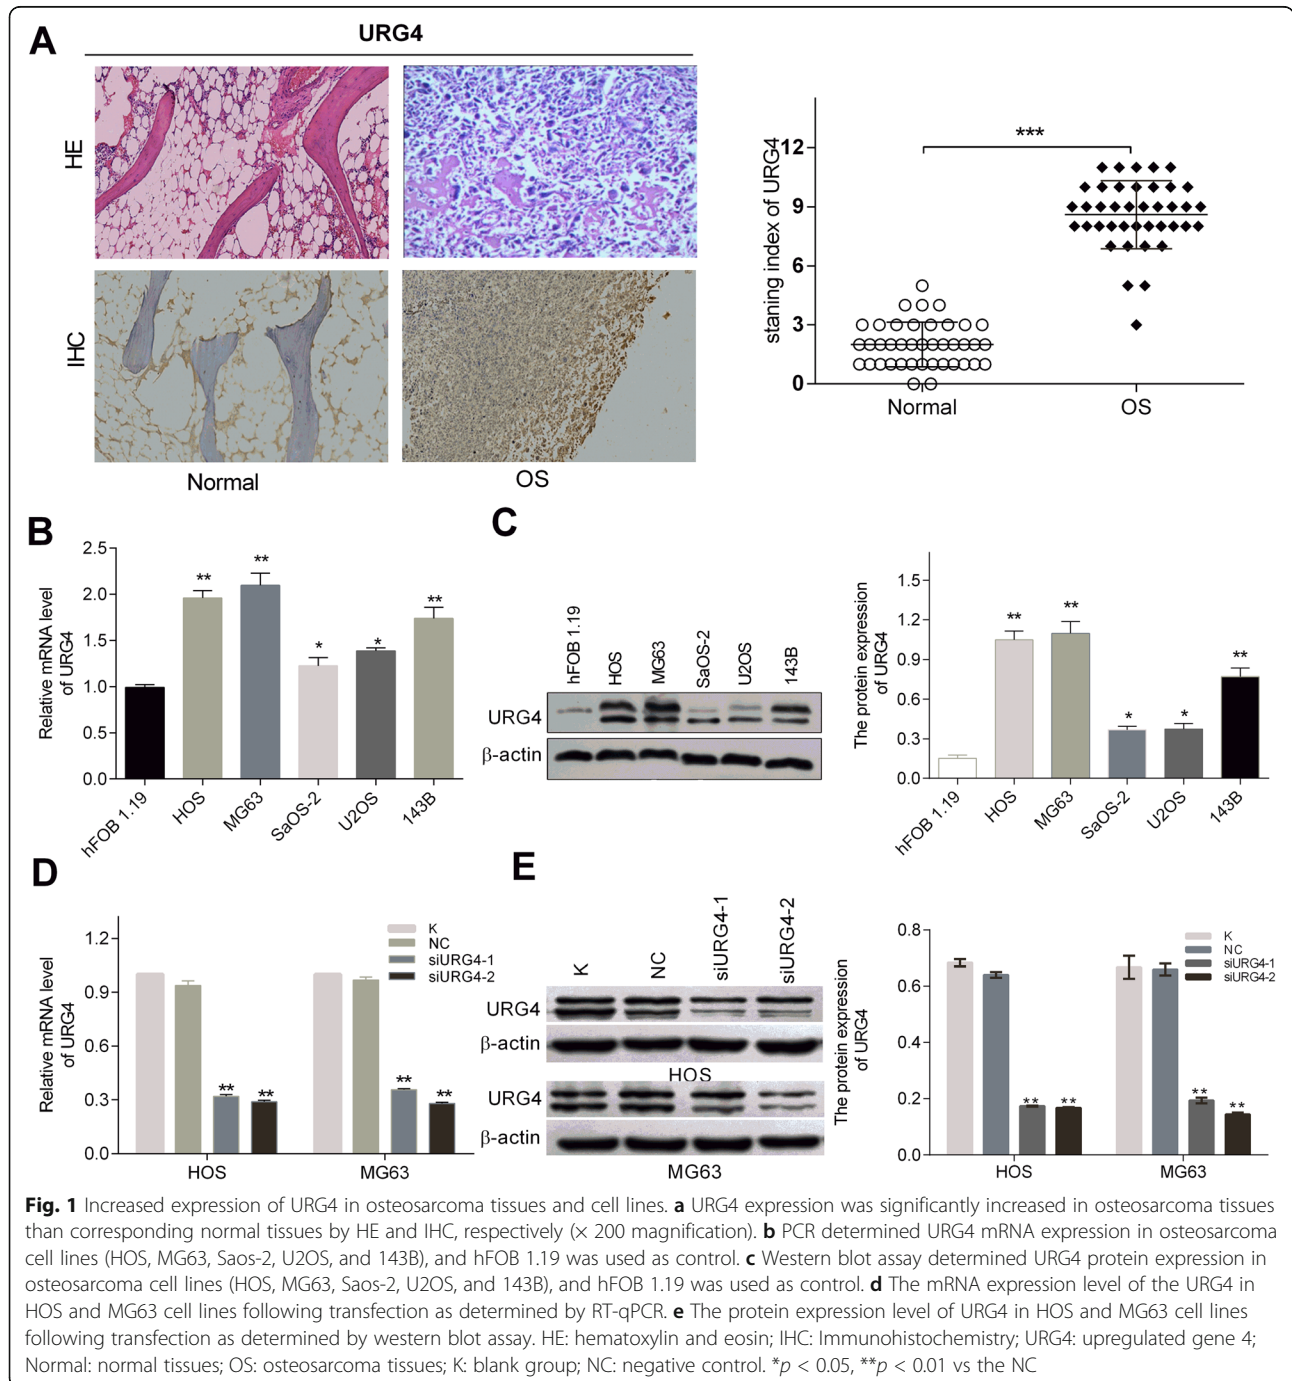 A
URG4
HE
IHC
Normal
OS
staning index of URG4
12
9
6
3
0
***
Normal
OS
B
Relative mRNA level
of URG4
2.5
2.0
1.5
1.0
0.5
0.0
**
**
*
*
**
hFOB 1.19
HOS
MG63
SaOS-2
U2OS
143B
C
hFOB 1.19
HOS
MG63
SaOS-2
U2OS
143B
URG4
β-actin
The protein expression
of URG4
1.5
1.2
0.9
0.6
0.3
0.0
**
**
*
*
**
hFOB 1.19
HOS
MG63
SaOS-2
U2OS
143B
D
Relative mRNA level
of URG4
1.2
0.9
0.6
0.3
0.0
K
NC
siURG4-1
siURG4-2
**
**
**
**
HOS
MG63
E
K
NC
siURG4-1
siURG4-2
URG4
β-actin
HOS
URG4
β-actin
MG63
The protein expression
of URG4
0.8
0.6
0.4
0.2
0.0
K
NC
siURG4-1
siURG4-2
**
**
**
**
HOS
MG63
Fig. 1 Increased expression of URG4 in osteosarcoma tissues and cell lines. a URG4 expression was significantly increased in osteosarcoma tissues
than corresponding normal tissues by HE and IHC, respectively (× 200 magnification). b PCR determined URG4 mRNA expression in osteosarcoma
cell lines (HOS, MG63, Saos-2, U2OS, and 143B), and hFOB 1.19 was used as control. c Western blot assay determined URG4 protein expression in
osteosarcoma cell lines (HOS, MG63, Saos-2, U2OS, and 143B), and hFOB 1.19 was used as control. d The mRNA expression level of the URG4 in
HOS and MG63 cell lines following transfection as determined by RT-qPCR. e The protein expression level of URG4 in HOS and MG63 cell lines
following transfection as determined by western blot assay. HE: hematoxylin and eosin; IHC: Immunohistochemistry; URG4: upregulated gene 4;
Normal: normal tissues; OS: osteosarcoma tissues; K: blank group; NC: negative control. *p < 0.05, **p < 0.01 vs the NC